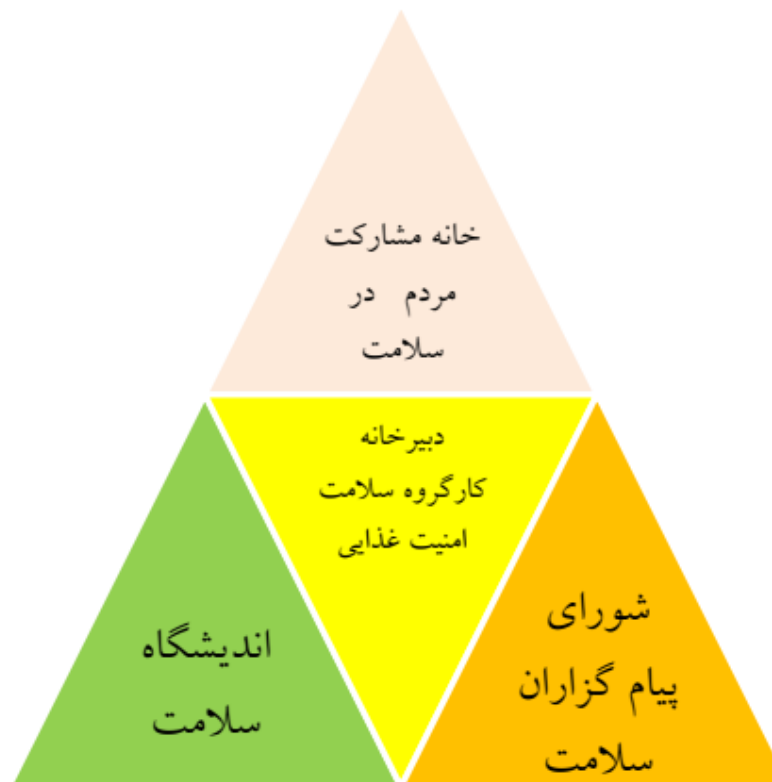 خانه مشارکت
مردم در
سلامت
دبیرخانه
کارگروه سلامت
امنیت غذایی
شورای
پیام گزاران
سلامت
اندیشگاه
سلامت